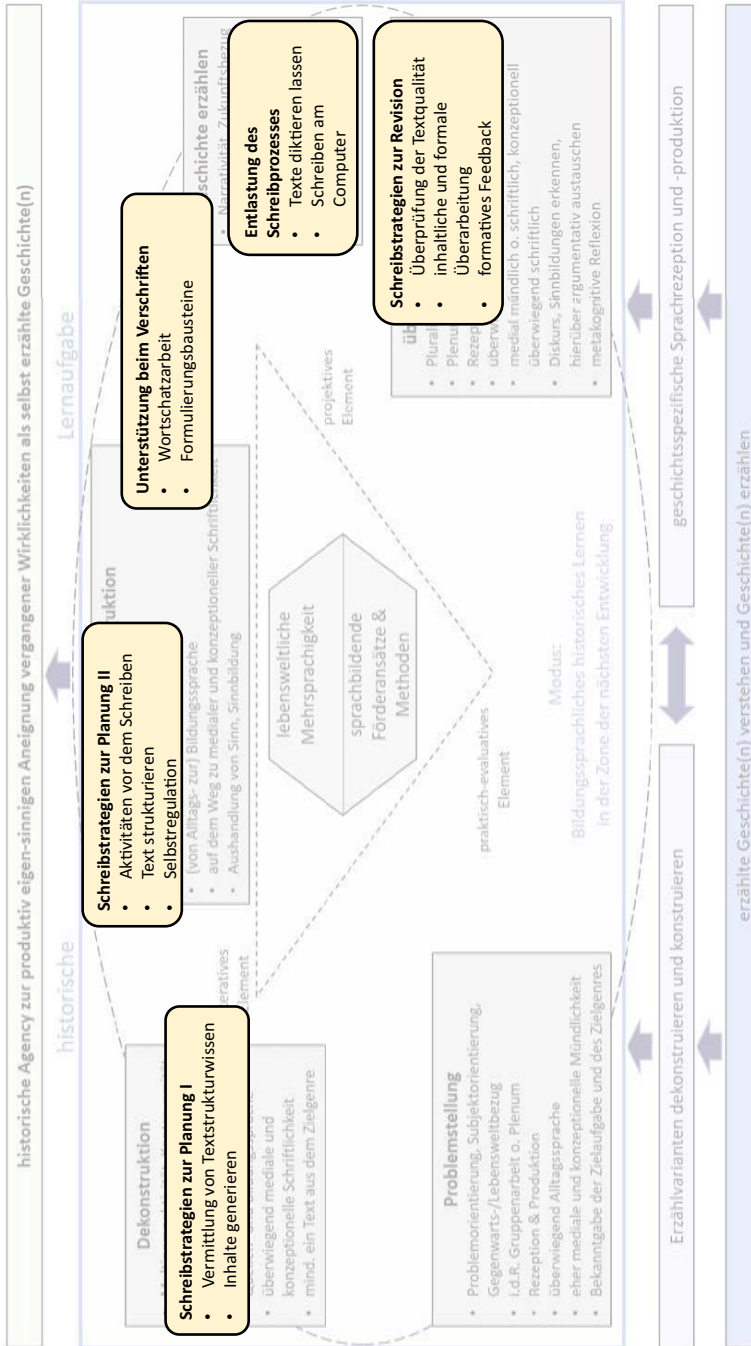 historische Agency zur produktiv eigen-sinnigen Aneignung vergangener Wirklichkeiten als selbst erzählte Geschichte(n)
historische
Lernaufgabe
Dekonstruktion
überwiegend mediale und
konzeptionelle Schriftlichkeit
• mind. ein Text aus dem Zielgenre
Schreibstrategien zur Planung I
• Vermittlung von Textstrukturwissen
• Inhalte generieren
eratives
Element
uktion
• (von Alltags- zur) Bildungssprache
• auf dem Weg zu medialer und konzeptioneller Schriftlichkeit
• Aushandlung von Sinn, Sinnbildung
Schreibstrategien zur Planung II
• Aktivitäten vor dem Schreiben
• Text strukturieren
• Selbstregulation
Unterstützung beim Verschriften
• Wortschatzarbeit
• Formulierungsbausteine
schichte erzählen
• Narrativität, Zukunftsbezug
Entlastung des
Schreibprozesses
• Texte diktieren lassen
• Schreiben am
Computer
lebensweltliche
Mehrsprachigkeit
sprachbildende
Förderansätze &
Methoden
projektives
Element
praktisch-evaluatives
Element
Problemstellung
• Problemorientierung, Subjektorientierung,
Gegenwarts-/Lebensweltbezug
• i.d.R. Gruppenarbeit o. Plenum
• Rezeption & Produktion
• überwiegend Alltagssprache
• eher mediale und konzeptionelle Mündlichkeit
• Bekanntgabe der Zielaufgabe und des Zielgenres
Modus:
Bildungssprachliches historisches Lernen
in der Zone der nächsten Entwicklung
Schreibstrategien zur Revision
• Überprüfung der Textqualität
• inhaltliche und formale
Überarbeitung
• formatives Feedback
üb
• Plural
• Plenu
• Rezep
• überw
• medial mündlich o. schriftlich, konzeptionell
überwiegend schriftlich
• Diskurs, Sinnbildungen erkennen,
hierüber argumentativ austauschen
• metakognitive Reflexion
Erzählvarianten dekonstruieren und konstruieren
geschichtsspezifische Sprachrezeption und -produktion
erzählte Geschichte(n) verstehen und Geschichte(n) erzählen